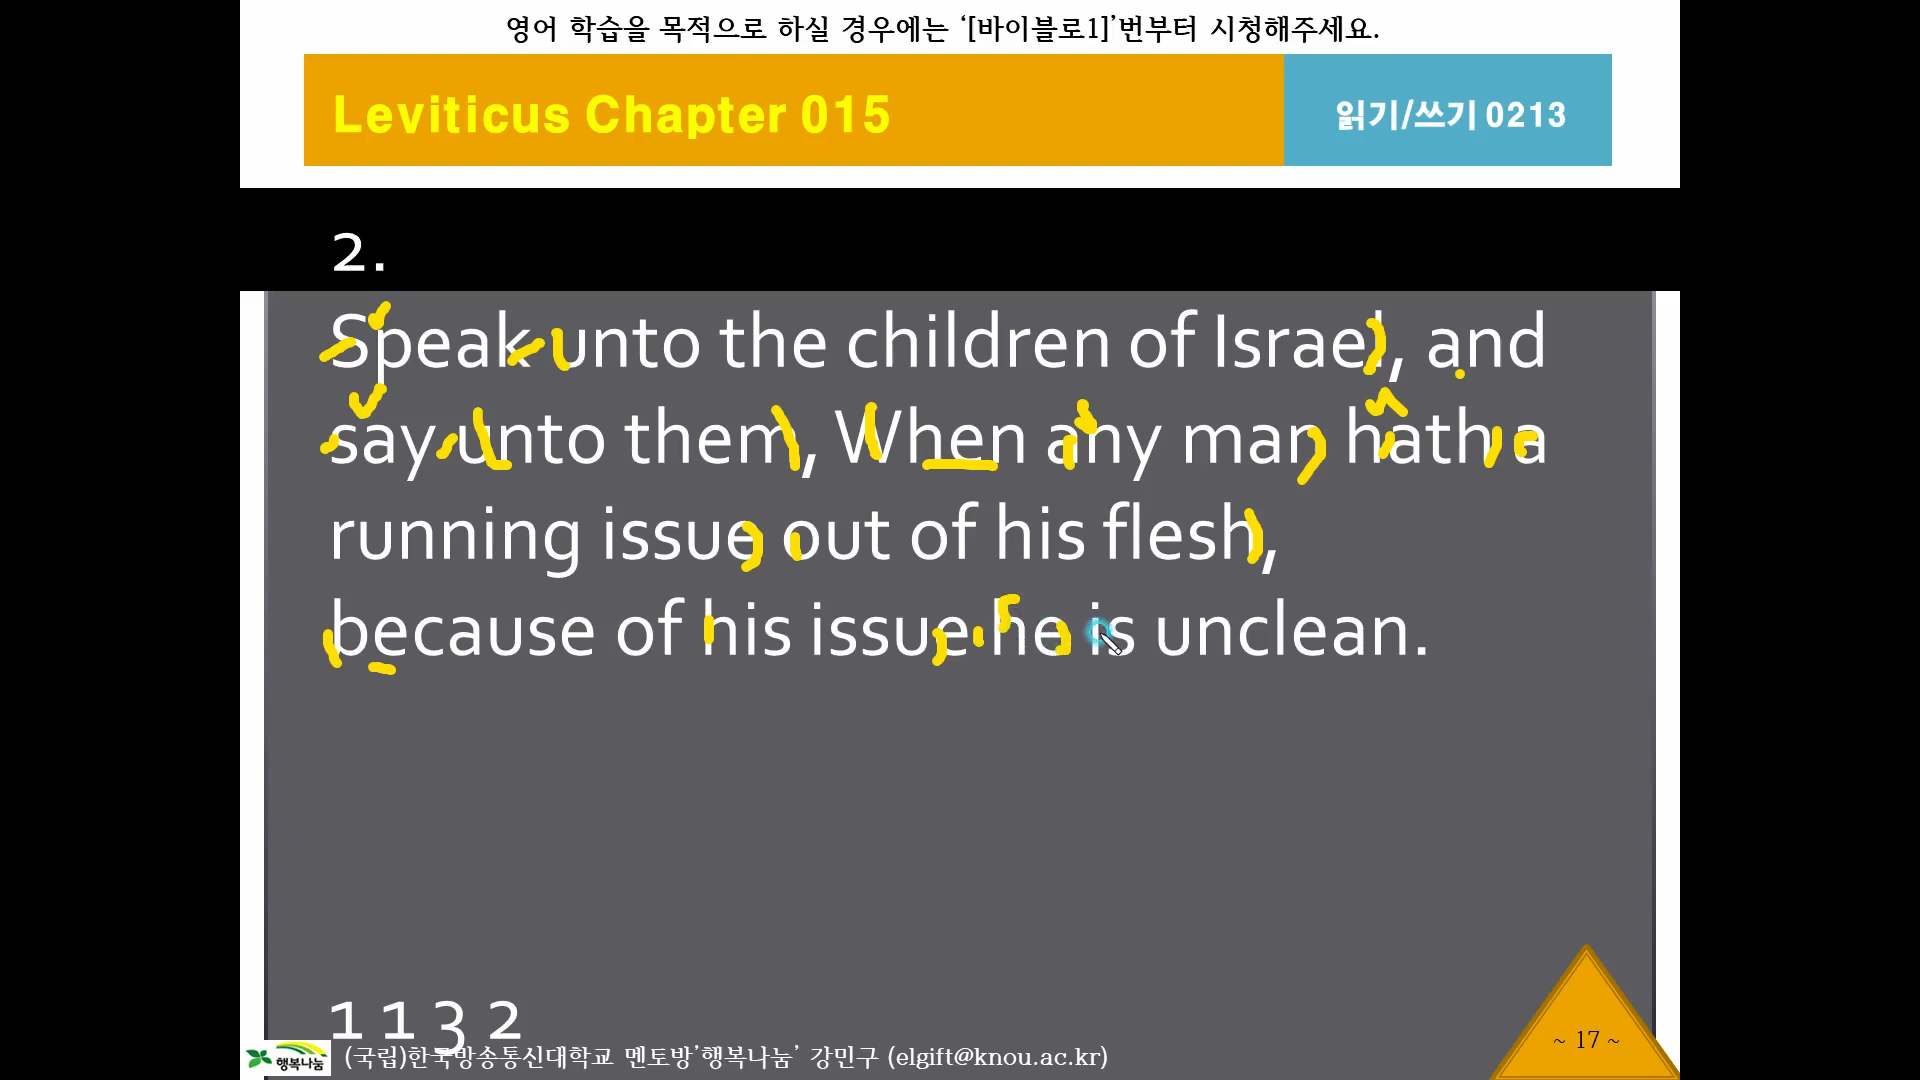 영어 학습을 목적으로 하실 경우에는 ‘[바이블로1]’번부터 시청해주세요.
Leviticus Chapter 015
읽기/쓰기 0213
2.
Speak unto the children of Israel, and
say unto them, When any man hath a
running issue out of his flesh,
because of his issue he is unclean.
1 1 3 2
행복나눔
(국립)한국방송통신대학교 멘토방’행복나눔’ 강민구 (elgift@knou.ac.kr)
~ 17 ~